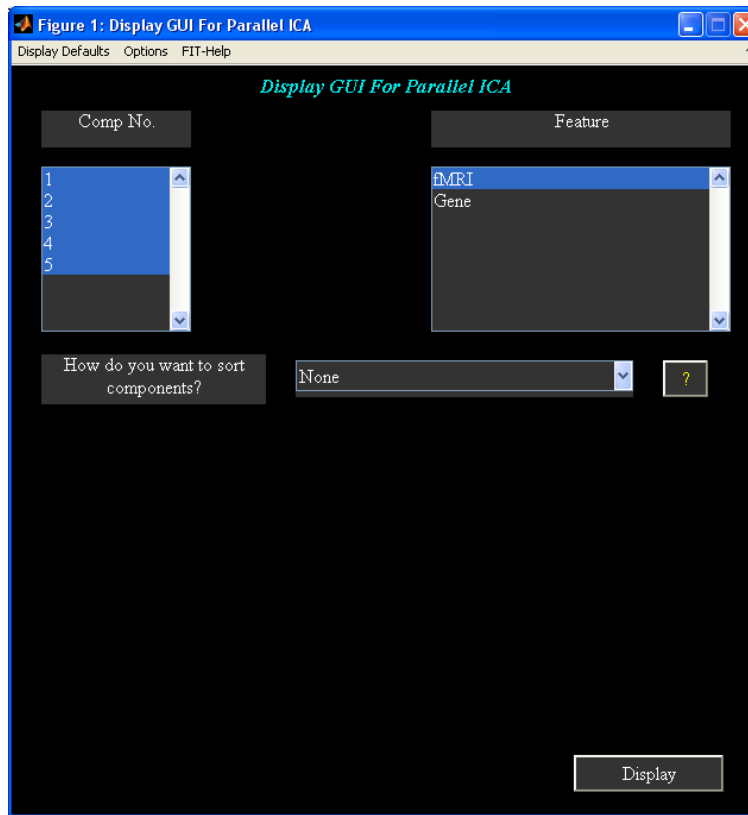 Figure 1: Display GUI For Parallel ICA
Display Defaults Options FIT-Help
Display GUI For Parallel ICA
Comp No.
Feature
1
2
3
4
5
fMRI
Gene
How do you want to sort
components?
None
?
Display